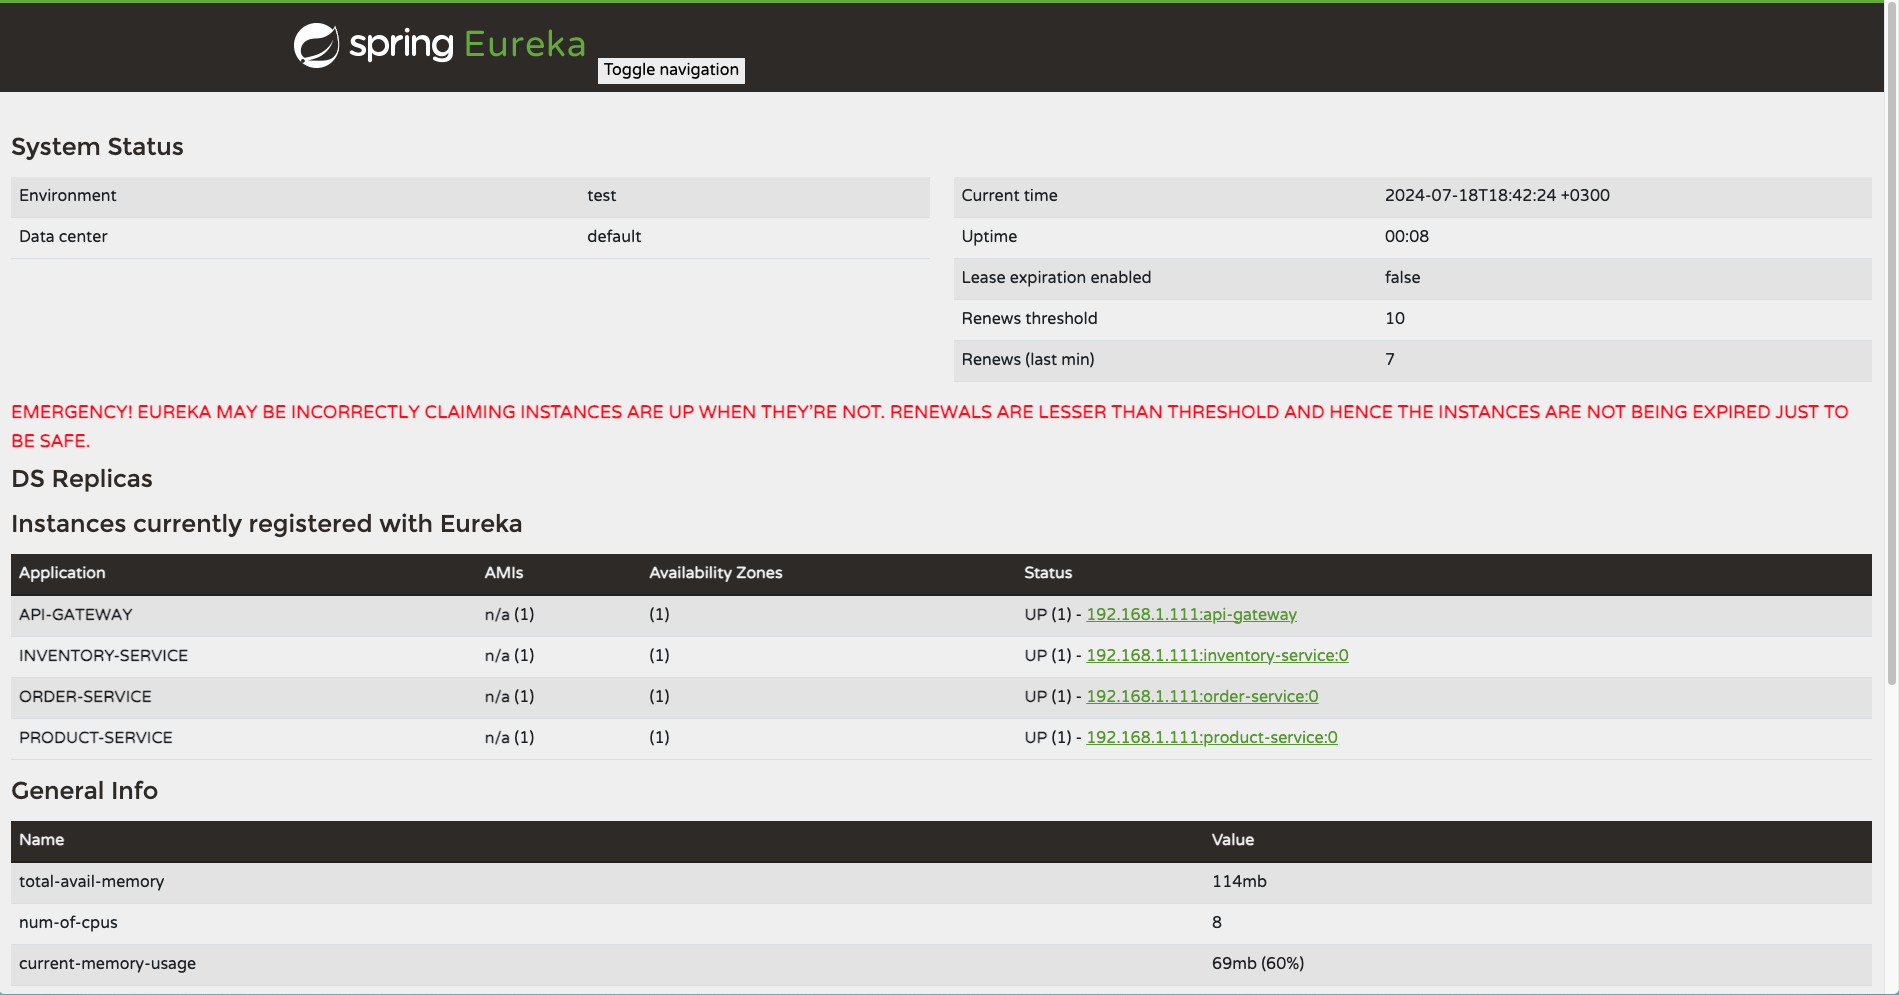 spring Eureka
Toggle navigation
System Status
Environment test
Data center default
Current time 2024-07-18T18:42:24 +0300
Uptime 00:08
Lease expiration enabled false
Renews threshold 10
Renews (last min) 7
EMERGENCY! EUREKA MAY BE INCORRECTLY CLAIMING INSTANCES ARE UP WHEN THEY'RE NOT. RENEWALS ARE LESSER THAN THRESHOLD AND HENCE THE INSTANCES ARE NOT BEING EXPIRED JUST TO
BE SAFE.
DS Replicas
Instances currently registered with Eureka
Application AMIs Availability Zones Status
API-GATEWAY n/a (1) (1) UP (1) - 192.168.1.111:api-gateway
INVENTORY-SERVICE n/a (1) (1) UP (1) - 192.168.1.111:inventory-service:0
ORDER-SERVICE n/a (1) (1) UP (1) - 192.168.1.111:order-service:0
PRODUCT-SERVICE n/a (1) (1) UP (1) - 192.168.1.111:product-service:0
General Info
Name Value
total-avail-memory 114mb
num-of-cpus 8
current-memory-usage 69mb (60%)